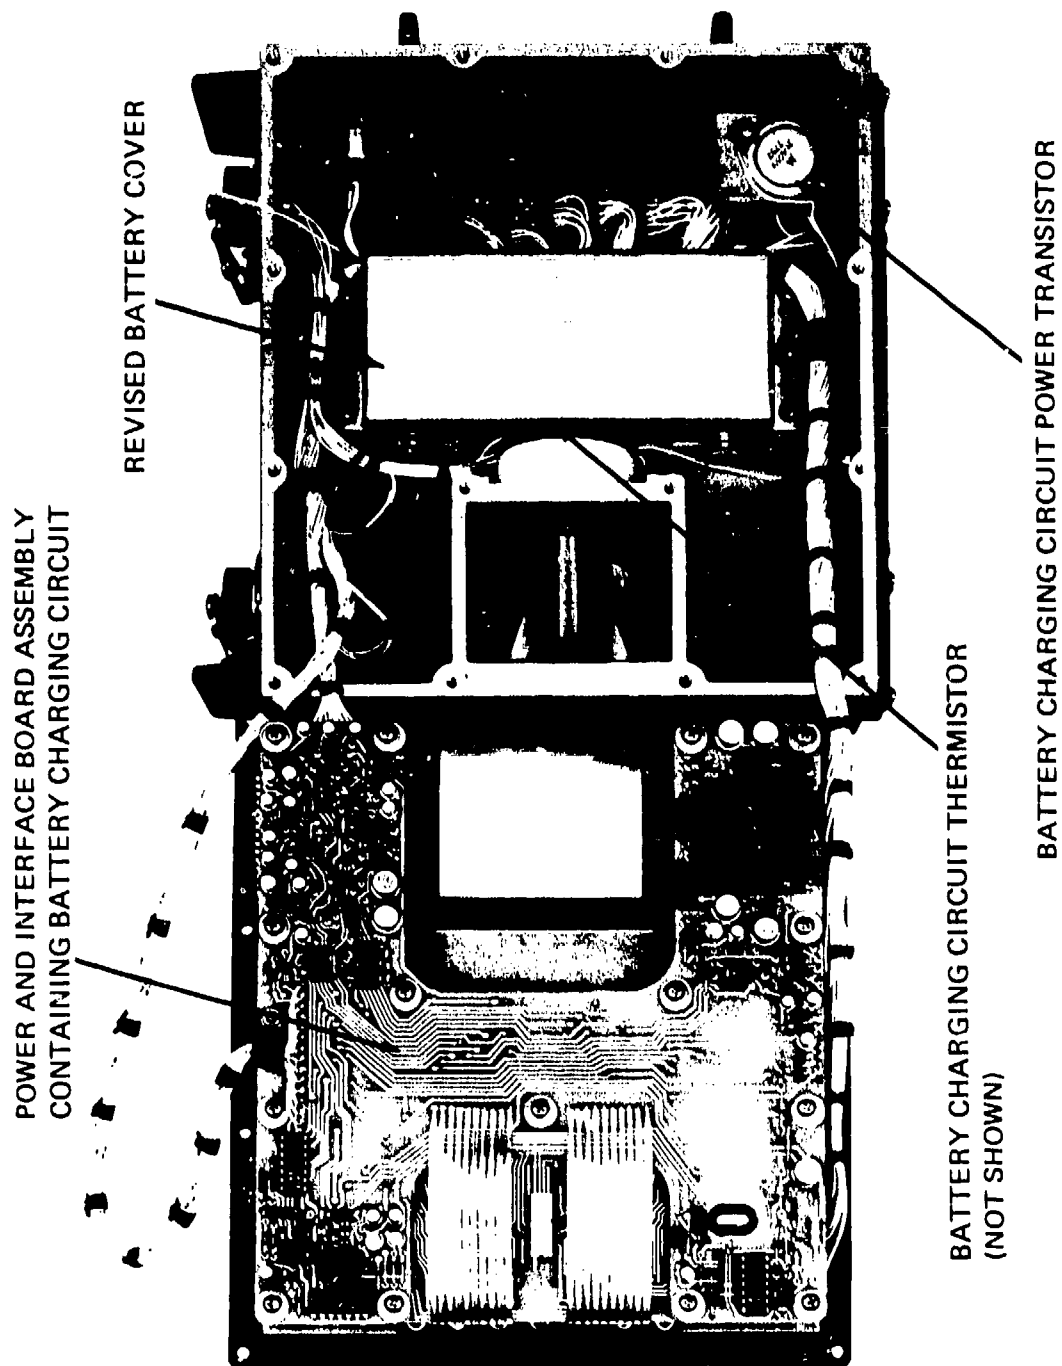 POWER AND INTERFACE BOARD ASSEMBLY
CONTAINING BATTERY CHARGING CIRCUIT
REVISED BATTERY COVER
BATTERY CHARGING CIRCUIT THERMISTOR
(NOT SHOWN)
BATTERY CHARGING CIRCUIT POWER TRANSISTOR